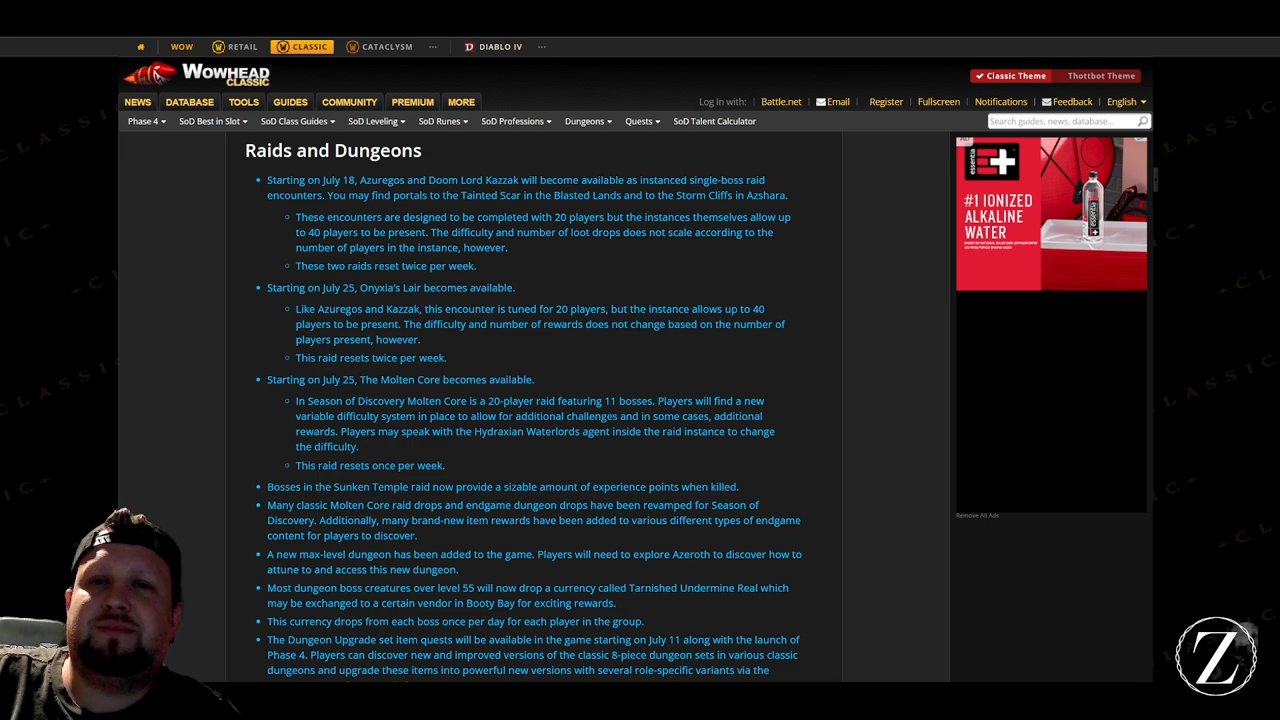 WOW
RETAIL
CLASSIC
CATACLYSM
DIABLO IV
WOWHEAD
CLASSIC
Classic Theme
Thottbot Theme
NEWS
DATABASE
TOOLS
GUIDES
COMMUNITY
PREMIUM
MORE
Log In with:
Battle.net
Email
Register
Fullscreen
Notifications
Feedback
English
Phase 4
SoD Best in Slot
SoD Class Guides
SoD Leveling
SoD Runes
SoD Professions
Dungeons
Quests
SoD Talent Calculator
Search guides, news, database...
Raids and Dungeons
Starting on July 18, Azuregos and Doom Lord Kazzak will become available as instanced single-boss raid
encounters. You may find portals to the Tainted Scar in the Blasted Lands and to the Storm Cliffs in Azshara.
These encounters are designed to be completed with 20 players but the instances themselves allow up
to 40 players to be present. The difficulty and number of loot drops does not scale according to the
number of players in the instance, however.
These two raids reset twice per week.
Starting on July 25, Onyxia's Lair becomes available.
Like Azuregos and Kazzak, this encounter is tuned for 20 players, but the instance allows up to 40
players to be present. The difficulty and number of rewards does not change based on the number of
players present, however.
This raid resets twice per week.
Starting on July 25, The Molten Core becomes available.
In Season of Discovery Molten Core is a 20-player raid featuring 11 bosses. Players will find a new
variable difficulty system in place to allow for additional challenges and in some cases, additional
rewards. Players may speak with the Hydraxian Waterlords agent inside the raid instance to change
the difficulty.
This raid resets once per week.
Bosses in the Sunken Temple raid now provide a sizable amount of experience points when killed.
Many classic Molten Core raid drops and endgame dungeon drops have been revamped for Season of
Discovery. Additionally, many brand-new item rewards have been added to various different types of endgame
content for players to discover.
A new max-level dungeon has been added to the game. Players will need to explore Azeroth to discover how to
attune to and access this new dungeon.
Most dungeon boss creatures over level 55 will now drop a currency called Tarnished Undermine Real which
may be exchanged to a certain vendor in Booty Bay for exciting rewards.
This currency drops from each boss once per day for each player in the group.
The Dungeon Upgrade set item quests will be available in the game starting on July 11 along with the launch of
Phase 4. Players can discover new and improved versions of the classic 8-piece dungeon sets in various classic
dungeons and upgrade these items into powerful new versions with several role-specific variants via the
AD
essentia
E+
#1 IONIZED
ALKALINE
WATER
Remove All Ads
Z